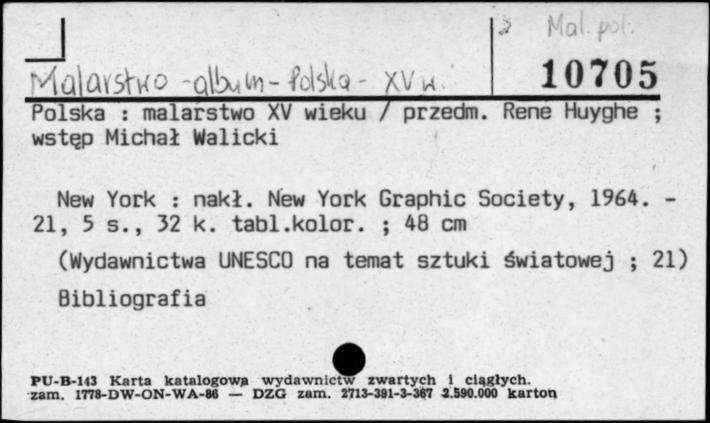 Mal. pol.
Malarstwo - album - Polska - XV w.
10705
Polska : malarstwo XV wieku / przedm. Rene Huyghe ;
wstęp Michał Walicki
New York : nakł. New York Graphic Society, 1964. -
21, 5 s., 32 k. tabl.kolor. ; 48 cm
(Wydawnictwa UNESCO na temat sztuki światowej ; 21)
Bibliografia
PU-B-143 Karta katalogowa wydawnictw zwartych i ciągłych.
zam. 1778-DW-ON-WA-86 — DZG zam. 2713-391-3-367 2.590.000 karton